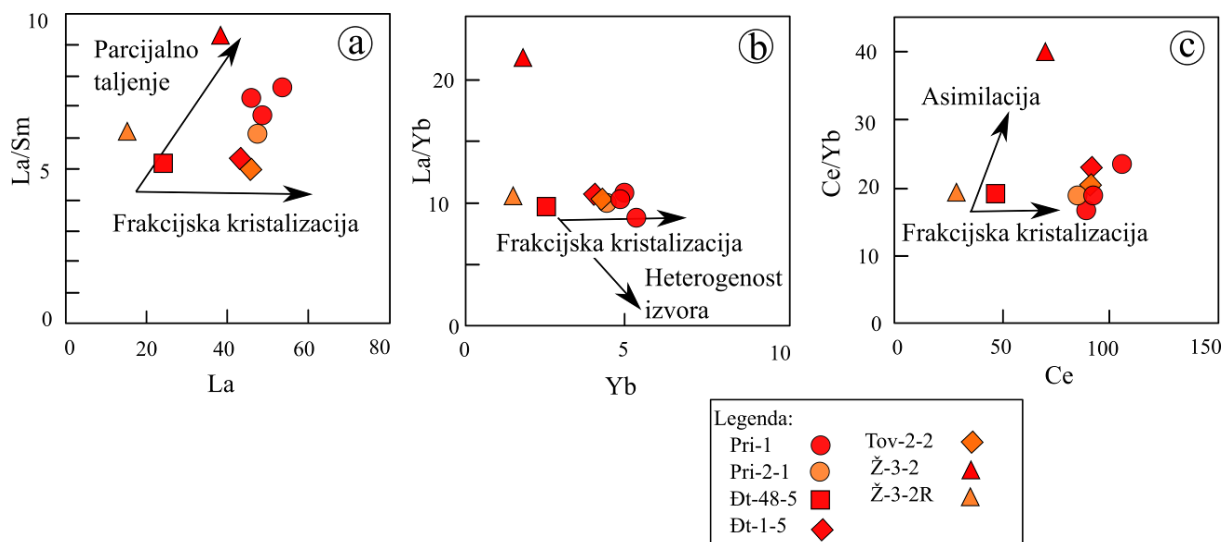 a
10
5
0
La/Sm
Parcijalno
taljenje
Frakcijska kristalizacija
0
20
40
60
80
La
b
20
10
0
La/Yb
Frakcijska kristalizacija
Heterogenost
izvora
0
5
10
Yb
c
40
30
20
10
0
Ce/Yb
Asimilacija
Frakcijska kristalizacija
0
50
100
150
Ce
Legenda:
Pri-1
Pri-2-1
Đt-48-5
Đt-1-5
Tov-2-2
Ž-3-2
Ž-3-2R